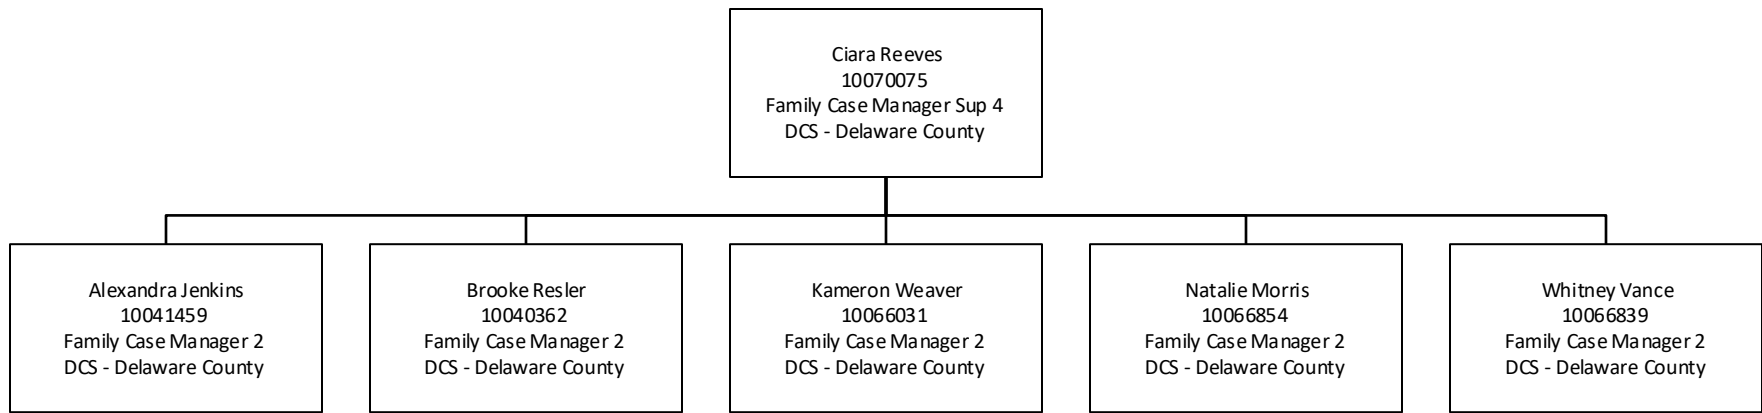 Ciara Reeves
10070075
Family Case Manager Sup 4
DCS - Delaware County
Alexandra Jenkins
10041459
Family Case Manager 2
DCS - Delaware County
Brooke Resler
10040362
Family Case Manager 2
DCS - Delaware County
Kameron Weaver
10066031
Family Case Manager 2
DCS - Delaware County
Natalie Morris
10066854
Family Case Manager 2
DCS - Delaware County
Whitney Vance
10066839
Family Case Manager 2
DCS - Delaware County